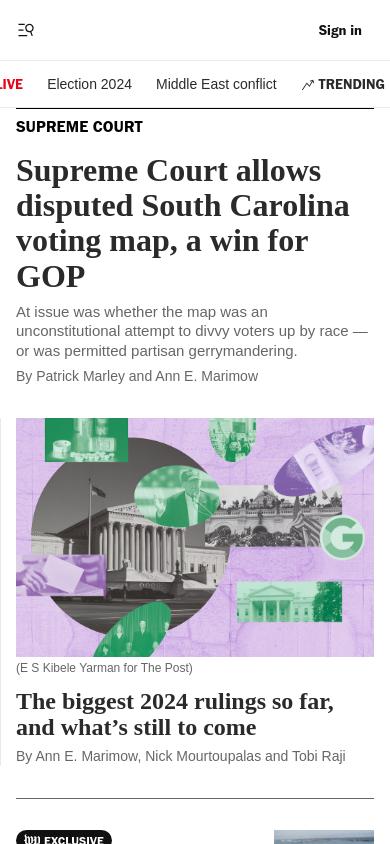 Sign in
LIVE
Election 2024
Middle East conflict
TRENDING
SUPREME COURT
Supreme Court allows
disputed South Carolina
voting map, a win for
GOP
At issue was whether the map was an
unconstitutional attempt to divvy voters up by race —
or was permitted partisan gerrymandering.
By Patrick Marley and Ann E. Marimow
G
(E S Kibele Yarman for The Post)
The biggest 2024 rulings so far,
and what’s still to come
By Ann E. Marimow, Nick Mourtoupalas and Tobi Raji
EXCLUSIVE